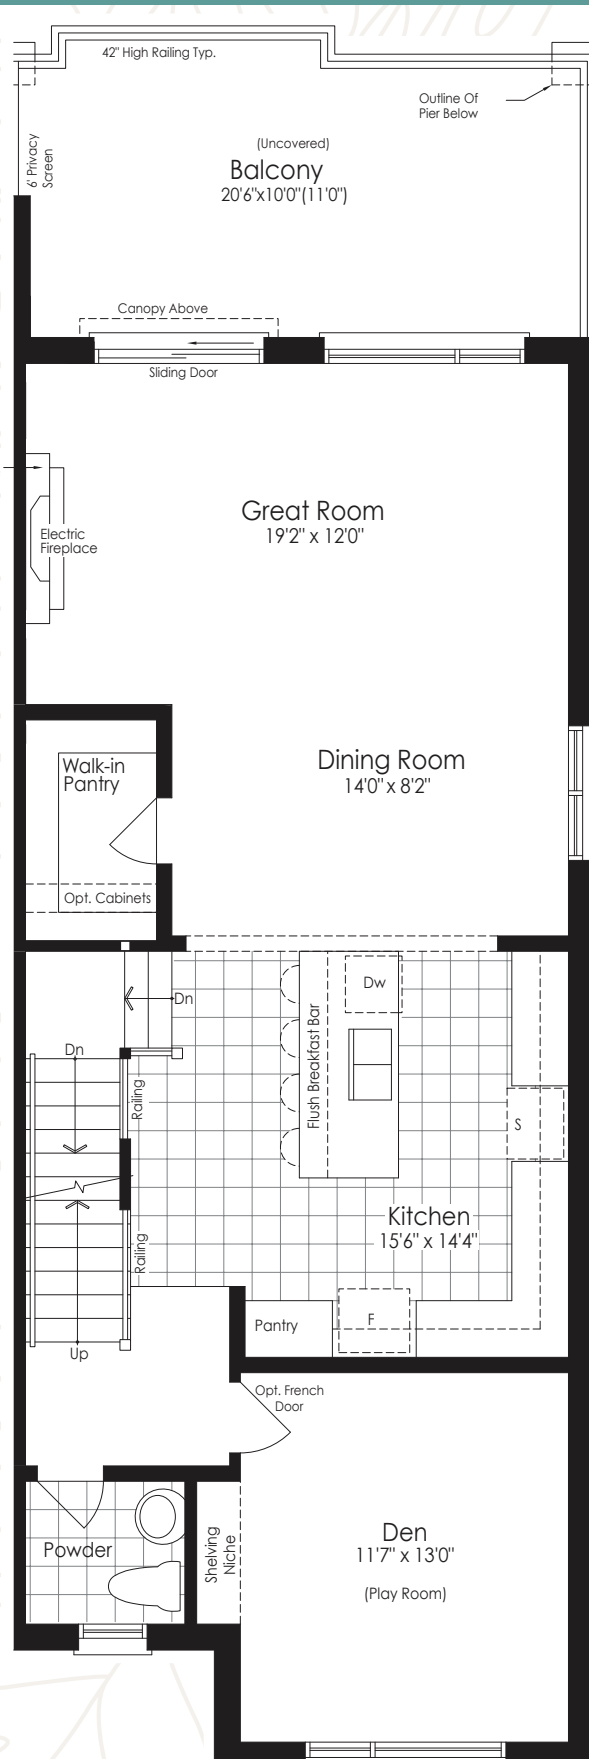 42" High Railing Typ.
Outline Of
Pier Below
6' Privacy
Screen
(Uncovered)
Balcony
20'6"x10'0"(11'0")
Canopy Above
Sliding Door
Great Room
19'2" x 12'0"
Electric
Fireplace
Dining Room
14'0" x 8'2"
Walk-in
Pantry
Opt. Cabinets
Dn
Dw
Flush Breakfast Bar
Dn
Railing
S
Kitchen
15'6" x 14'4"
Railing
Pantry
F
Up
Opt. French
Door
Den
11'7" x 13'0"
(Play Room)
Powder
Shelving
Niche